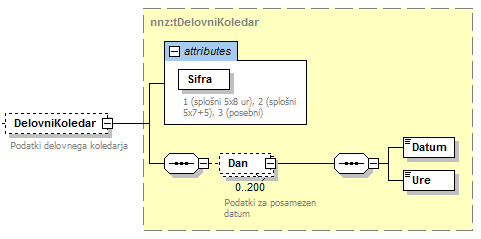 nnz:tDelovniKoledar
attributes
Sifra
1 (splošni 5x8 ur), 2 (splošni
5x7+5), 3 (posebni)
DelovniKoledar
Podatki delovnega koledarja
Dan
0..200
Podatki za posamezen
datum
Datum
Ure